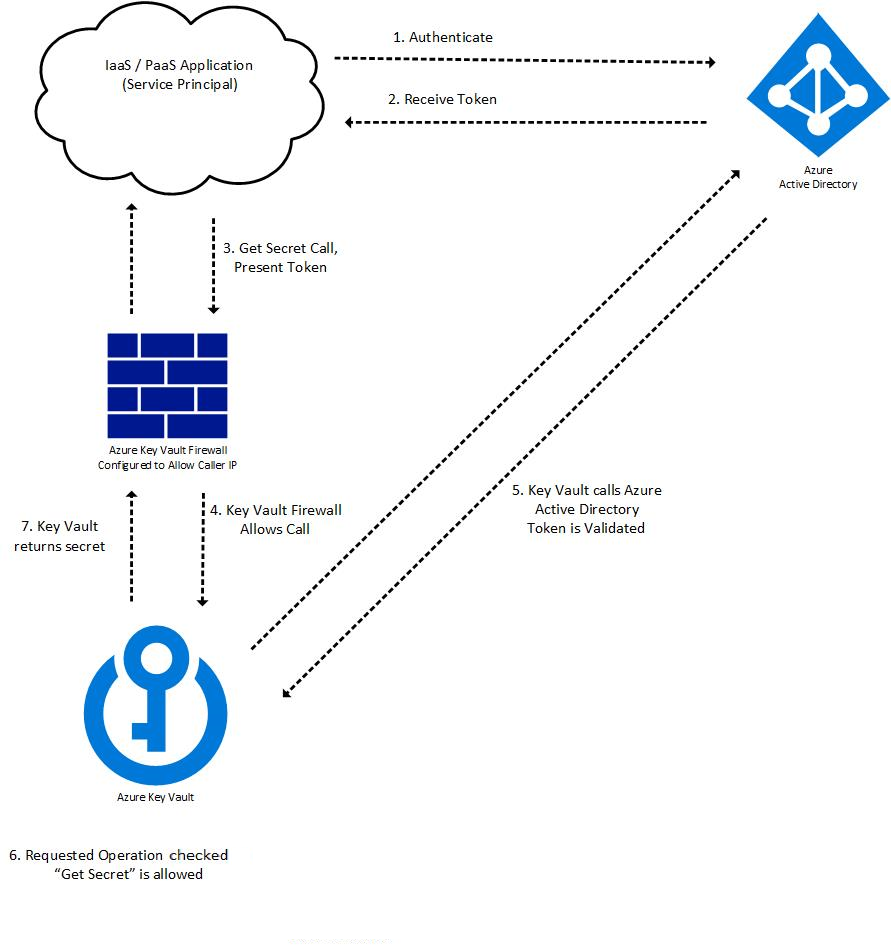 IaaS / PaaS Application
(Service Principal)
1. Authenticate
2. Receive Token
Azure
Active Directory
3. Get Secret Call,
Present Token
Azure Key Vault Firewall
Configured to Allow Caller IP
4. Key Vault Firewall
Allows Call
5. Key Vault calls Azure
Active Directory
Token is Validated
7. Key Vault
returns secret
Azure Key Vault
6. Requested Operation checked
“Get Secret” is allowed